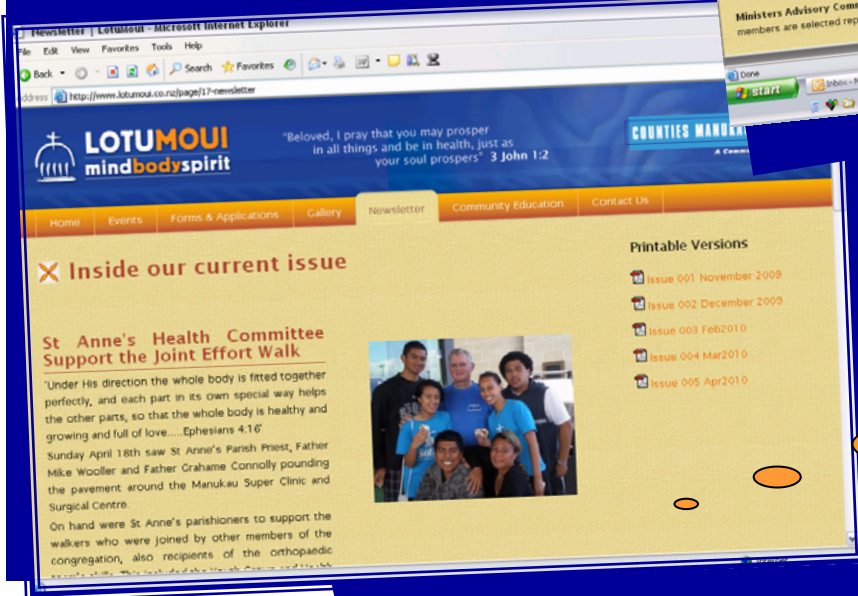 Newsletter | LotuMoui - Microsoft Internet Explorer
File Edit View Favorites Tools Help
Back Search Favorites
Address http://www.lotumoui.co.nz/page/17-newsletter
LOTUMOUI
mindbodyspirit
"Beloved, I pray that you may prosper
in all things and be in health, just as
your soul prospers" 3 John 1:2
COUNTIES
A
Home Events Forms & Applications Gallery Newsletter Community Education Contact Us
Inside our current issue
St Anne's Health Committee
Support the Joint Effort Walk
'Under His direction the whole body is fitted together
perfectly, and each part in its own special way helps
the other parts, so that the whole body is healthy and
growing and full of love.....Ephesians 4:16'
Sunday April 18th saw St Anne's Parish Priest, Father
Mike Wooller and Father Grahame Connolly pounding
the pavement around the Manukau Super Clinic and
Surgical Centre.
On hand were St Anne's parishioners to support the
walkers who were joined by other members of the
congregation, also recipients of the orthopaedic
Printable Versions
Issue 001 November 2009
Issue 002 December 2009
Issue 003 Feb2010
Issue 004 Mar2010
Issue 005 Apr2010
Ministers Advisory
members are selected
Done
start
Inbox -